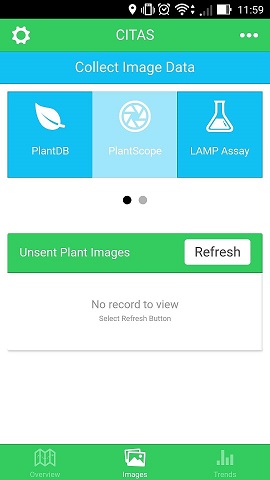 11:59
CITAS
Collect Image Data
PlantDB PlantScope LAMP Assay
Unsent Plant Images Refresh
No record to view
Select Refresh Button
Overview Images Trends